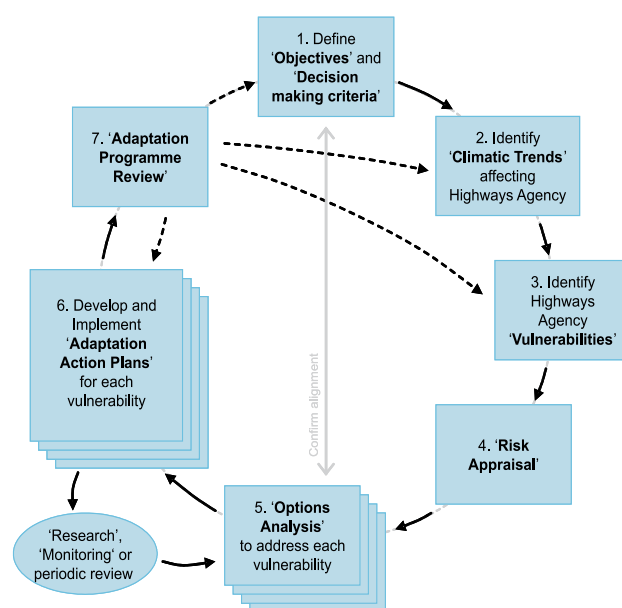 1. Define
‘Objectives’ and
‘Decision
making criteria’
2. Identify
‘Climatic Trends’
affecting
Highways Agency
3. Identify
Highways
Agency
‘Vulnerabilities’
4. ‘Risk
Appraisal’
5. ‘Options
Analysis’
to address each
vulnerability
6. Develop and
Implement
‘Adaptation
Action Plans’
for each
vulnerability
7. ‘Adaptation
Programme
Review’
‘Research’,
‘Monitoring‘ or
periodic review
Confirm alignment